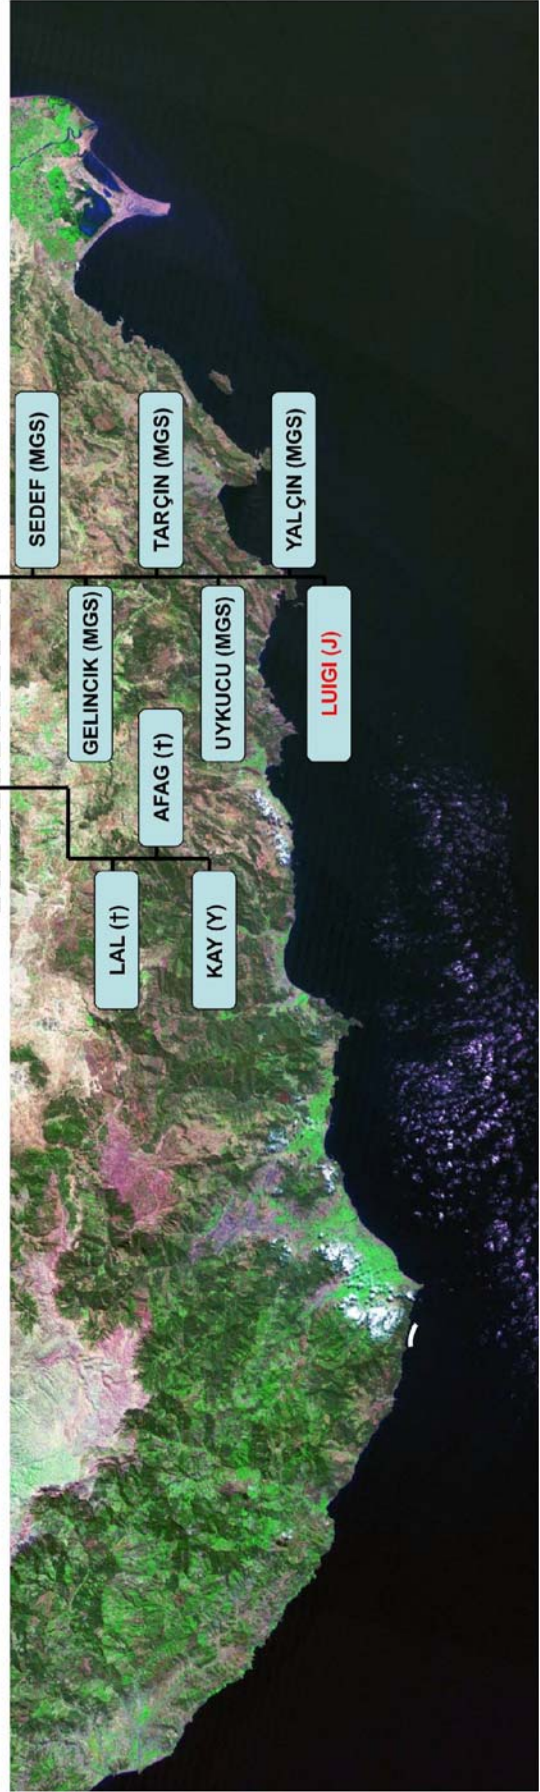 SEDEF (MGS)
GELINCIK (MGS)
TARÇIN (MGS)
UYKUCU (MGS)
YALÇIN (MGS)
LUIGI (J)
AFAG (†)
LAL (†)
KAY (Y)